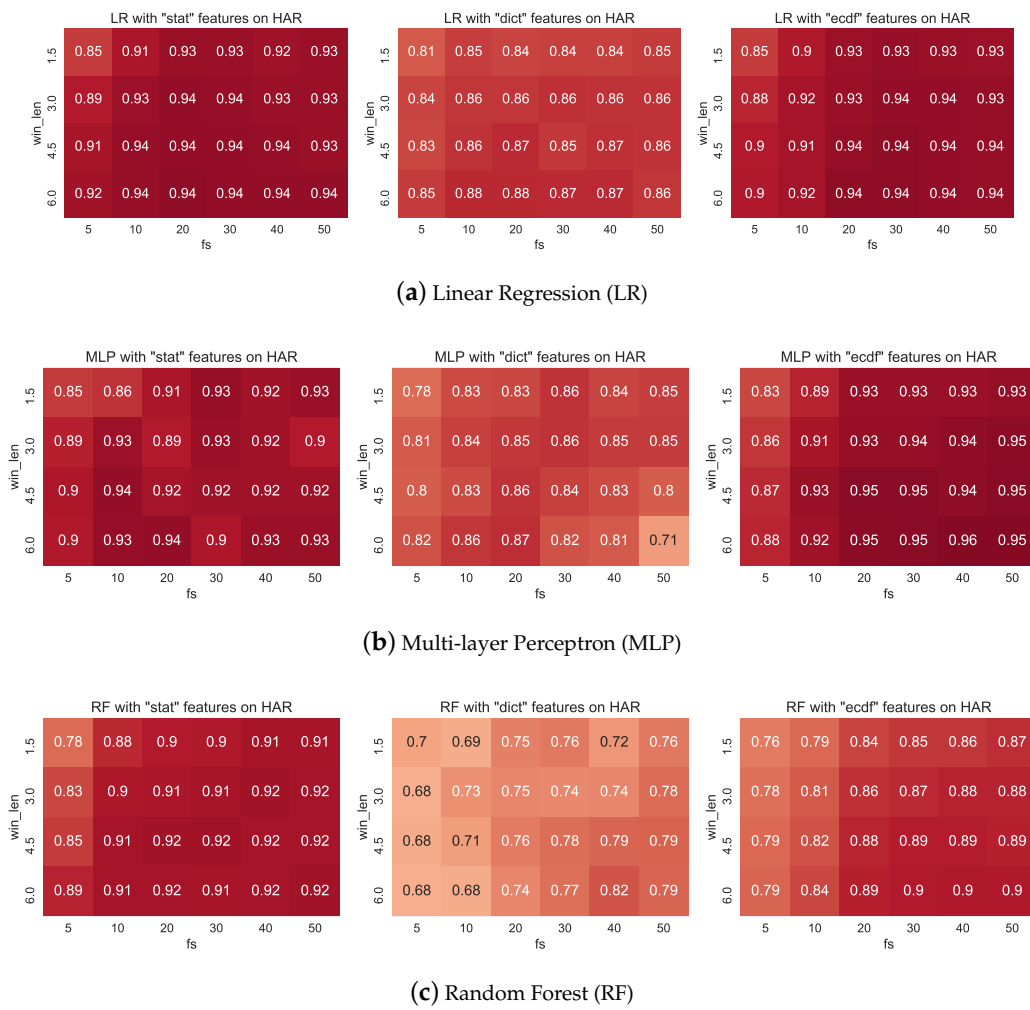 LR with "stat" features on HAR
1.5 0.85 0.91 0.93 0.93 0.92 0.93
3.0 0.89 0.93 0.94 0.94 0.93 0.93
4.5 0.91 0.94 0.94 0.94 0.94 0.93
6.0 0.92 0.94 0.94 0.94 0.94 0.94
win_len
5 10 20 30 40 50
fs
LR with "dict" features on HAR
0.81 0.85 0.84 0.84 0.84 0.85
0.84 0.86 0.86 0.86 0.86 0.86
0.83 0.86 0.87 0.85 0.87 0.86
0.85 0.88 0.88 0.87 0.87 0.86
5 10 20 30 40 50
fs
LR with "ecdf" features on HAR
1.5 0.85 0.9 0.93 0.93 0.93 0.93
3.0 0.88 0.92 0.93 0.94 0.94 0.93
4.5 0.9 0.91 0.94 0.94 0.94 0.94
6.0 0.9 0.92 0.94 0.94 0.94 0.94
win_len
5 10 20 30 40 50
fs
(a) Linear Regression (LR)
MLP with "stat" features on HAR
1.5 0.85 0.86 0.91 0.93 0.92 0.93
3.0 0.89 0.93 0.89 0.93 0.92 0.9
4.5 0.9 0.94 0.92 0.92 0.92 0.92
6.0 0.9 0.93 0.94 0.9 0.93 0.93
win_len
5 10 20 30 40 50
fs
MLP with "dict" features on HAR
1.5 0.78 0.83 0.83 0.86 0.84 0.85
3.0 0.81 0.84 0.85 0.86 0.85 0.85
4.5 0.8 0.83 0.86 0.84 0.83 0.8
6.0 0.82 0.86 0.87 0.82 0.81 0.71
win_len
5 10 20 30 40 50
fs
MLP with "ecdf" features on HAR
1.5 0.83 0.89 0.93 0.93 0.93 0.93
3.0 0.86 0.91 0.93 0.94 0.94 0.95
4.5 0.87 0.93 0.95 0.95 0.94 0.95
6.0 0.88 0.92 0.95 0.95 0.96 0.95
win_len
5 10 20 30 40 50
fs
(b) Multi-layer Perceptron (MLP)
RF with "stat" features on HAR
1.5 0.78 0.88 0.9 0.9 0.91 0.91
3.0 0.83 0.9 0.91 0.91 0.92 0.92
4.5 0.85 0.91 0.92 0.92 0.92 0.92
6.0 0.89 0.91 0.92 0.91 0.92 0.92
win_len
5 10 20 30 40 50
fs
RF with "dict" features on HAR
1.5 0.7 0.69 0.75 0.76 0.72 0.76
3.0 0.68 0.73 0.75 0.74 0.74 0.78
4.5 0.68 0.71 0.76 0.78 0.79 0.79
6.0 0.68 0.68 0.74 0.77 0.82 0.79
win_len
5 10 20 30 40 50
fs
RF with "ecdf" features on HAR
1.5 0.76 0.79 0.84 0.85 0.86 0.87
3.0 0.78 0.81 0.86 0.87 0.88 0.88
4.5 0.79 0.82 0.88 0.89 0.89 0.89
6.0 0.79 0.84 0.89 0.9 0.9 0.9
win_len
5 10 20 30 40 50
fs
(c) Random Forest (RF)